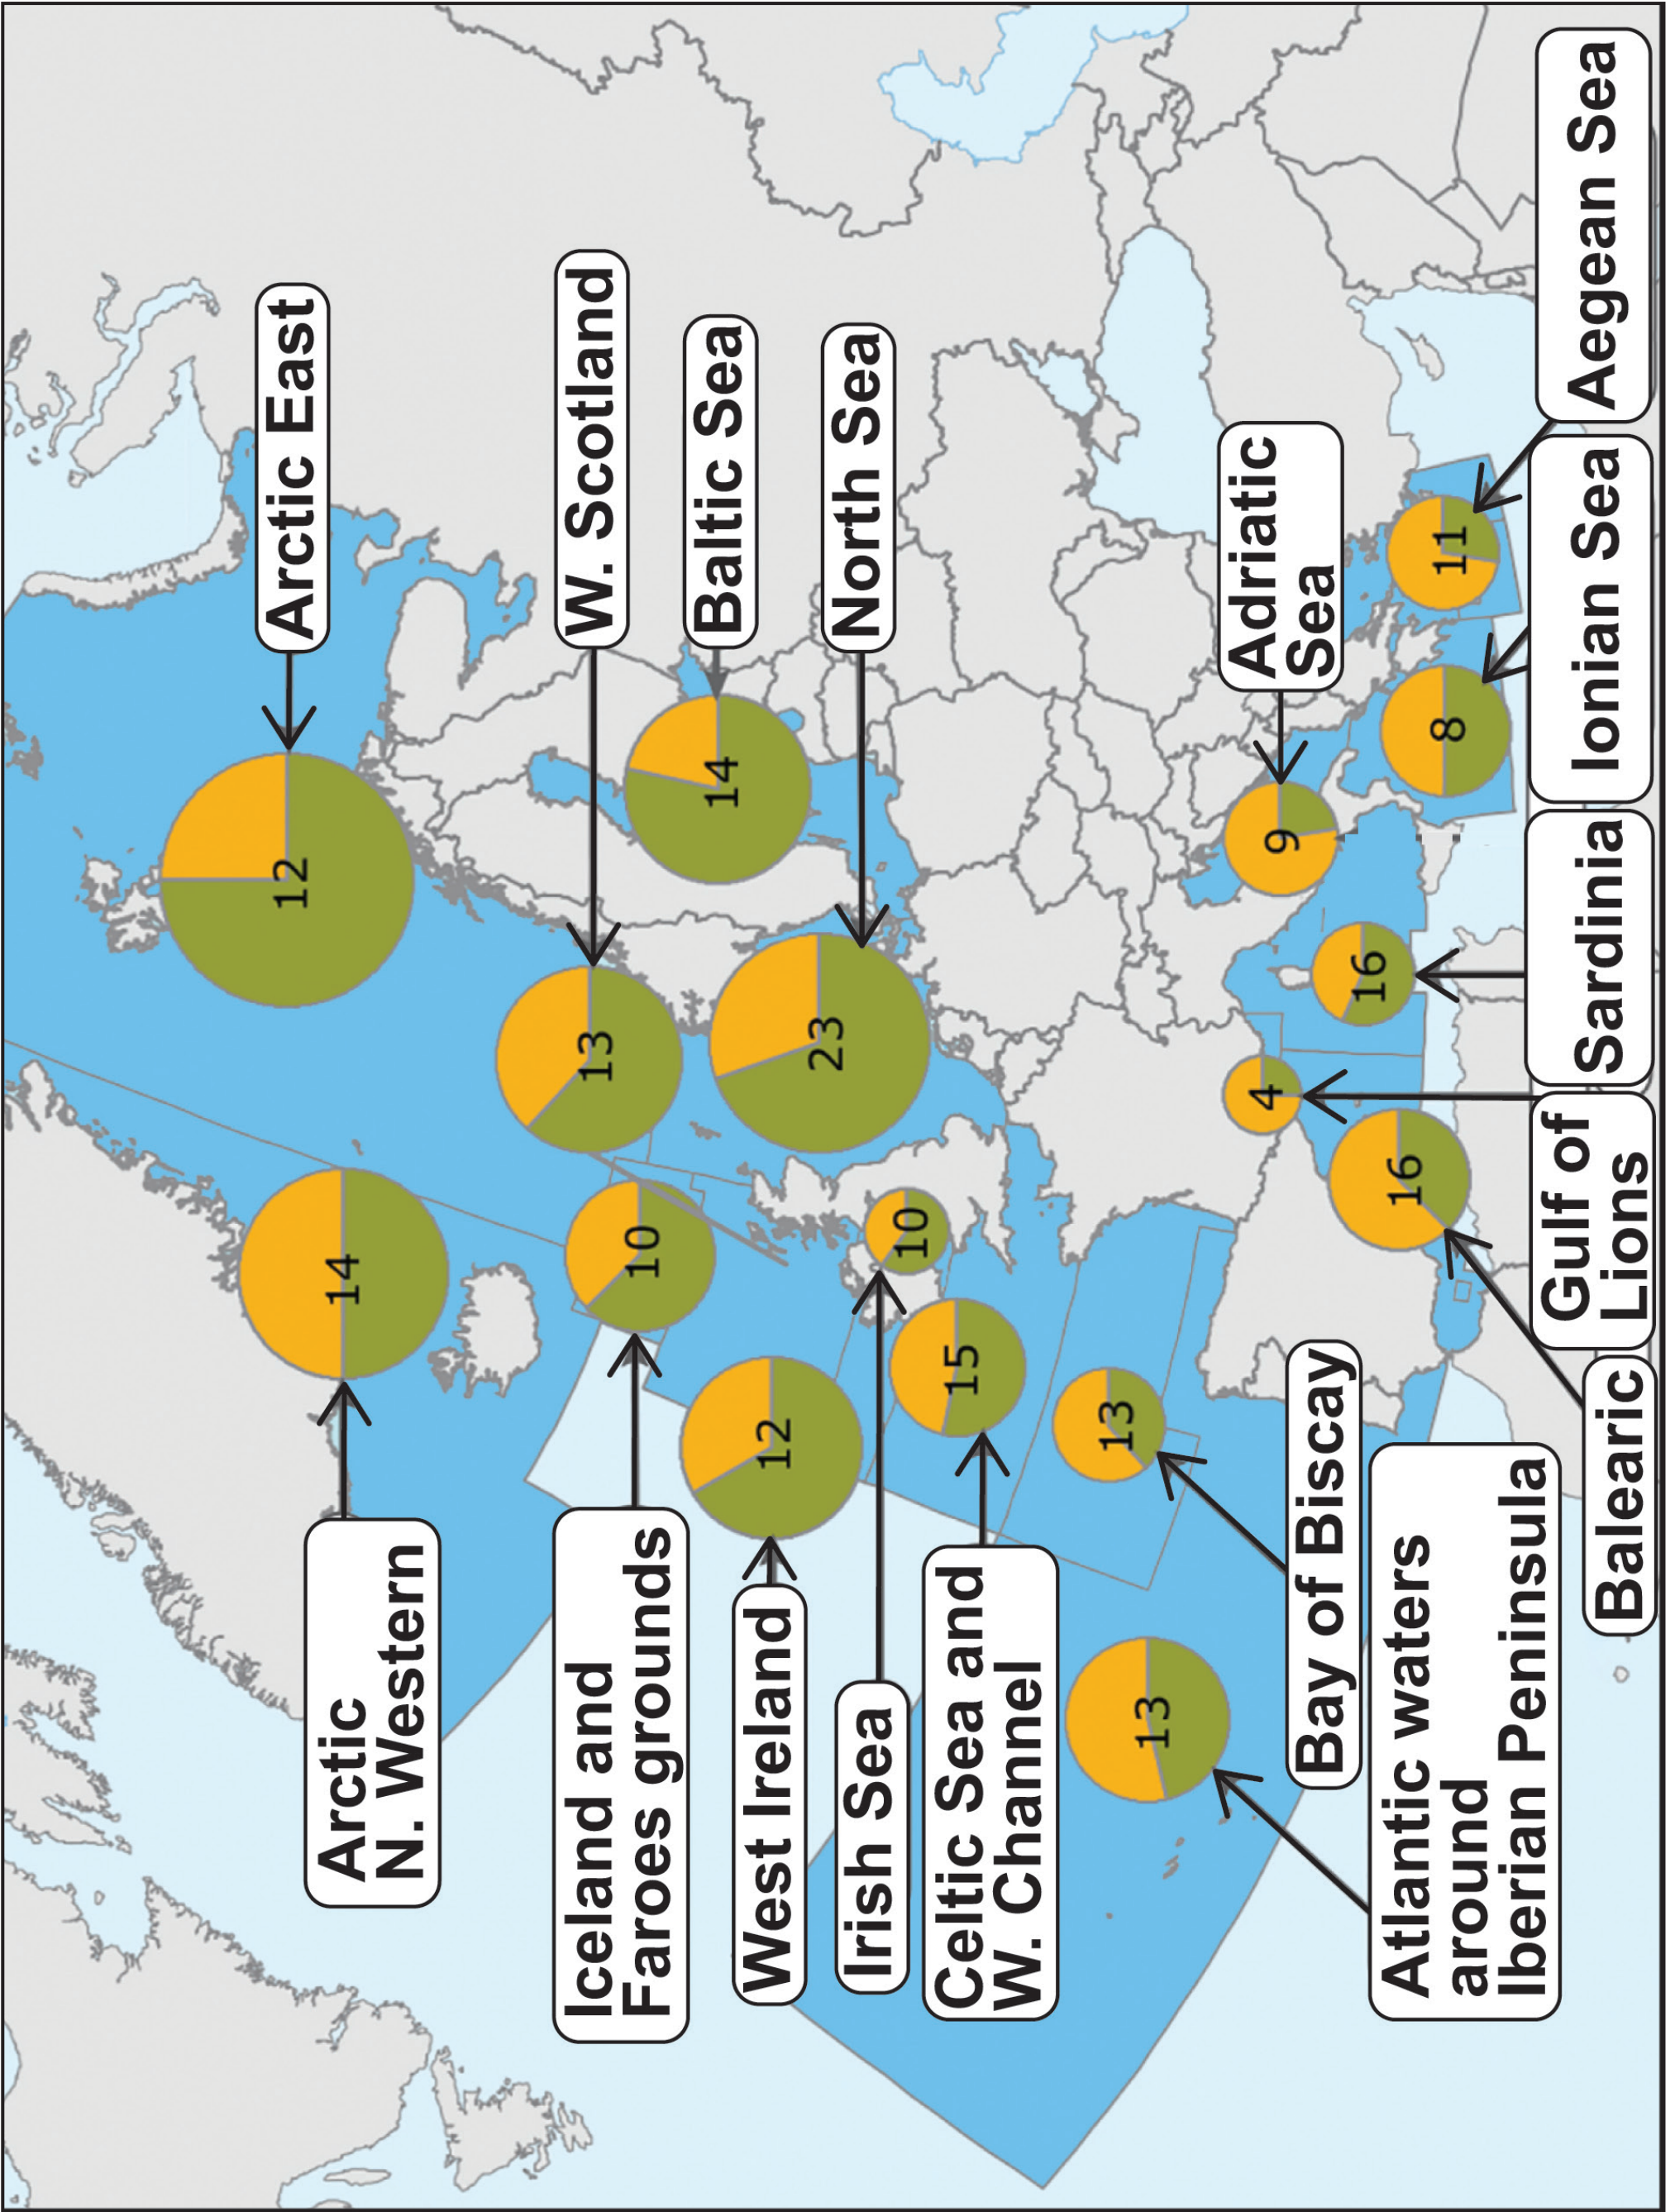 Arctic East
12
W. Scotland
13
Baltic Sea
14
North Sea
23
Arctic
N. Western
14
Iceland and
Faroes grounds
10
West Ireland
12
Irish Sea
10
Celtic Sea and
W. Channel
15
Bay of Biscay
13
Atlantic waters
around
Iberian Peninsula
13
Balearic
16
Gulf of
Lions
4
Sardinia
16
Adriatic
Sea
9
Ionian Sea
8
Aegean Sea
11